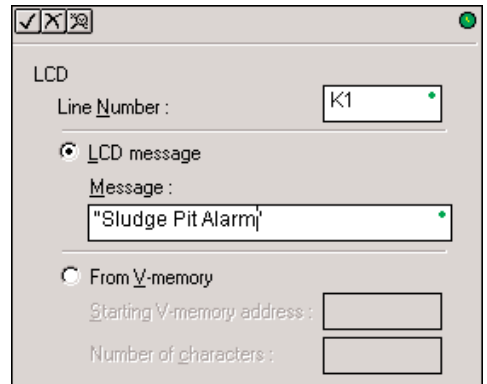 LCD
Line Number : K1
LCD message
Message :
"Sludge Pit Alarm"
From V-memory
Starting V-memory address :
Number of characters :